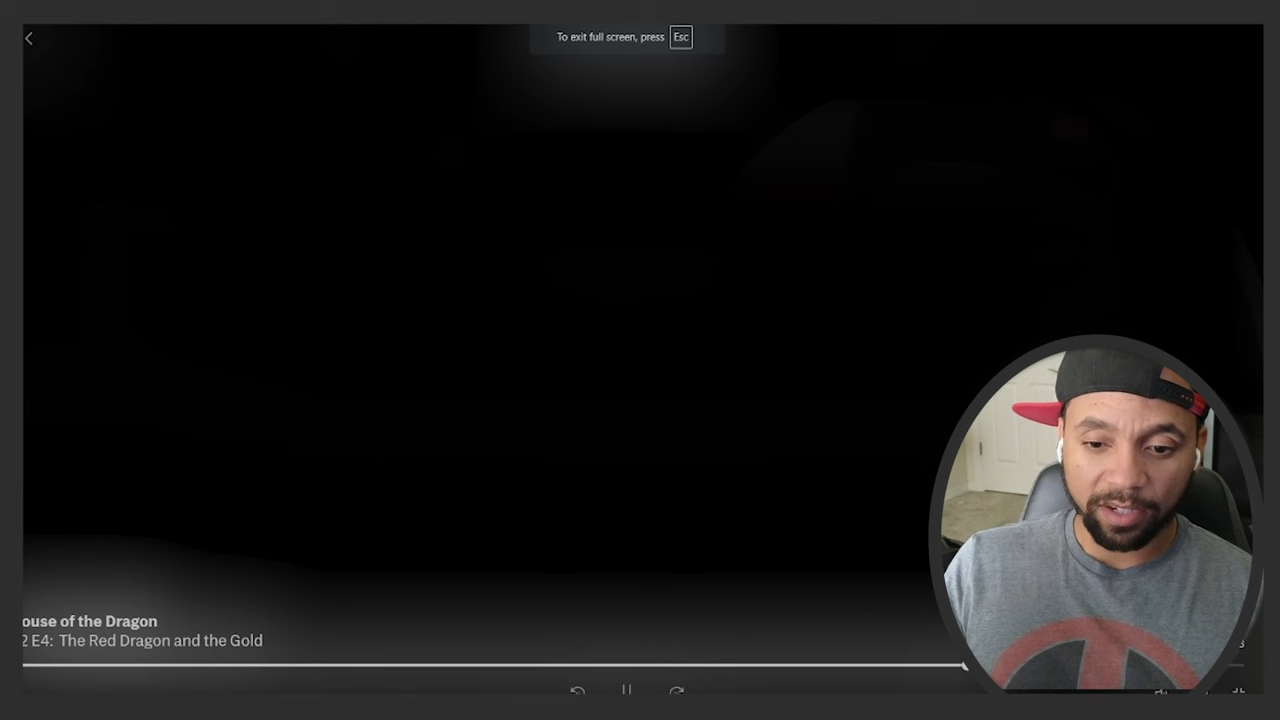 To exit full screen, press Esc
ouse of the Dragon
2 E4: The Red Dragon and the Gold